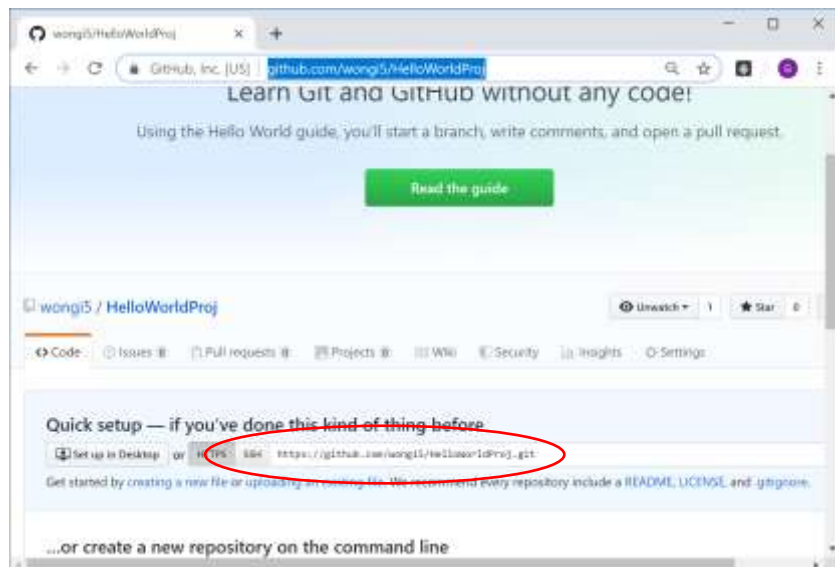 wongi5/HelloWorldProj
GitHub, Inc. [US] github.com/wongi5/HelloWorldProj
Learn Git and GitHub without any code!
Using the Hello World guide, you'll start a branch, write comments, and open a pull request.
Read the guide
wongi5 / HelloWorldProj
Unwatch 1 Star 0
Code Issues Pull requests Projects Wiki Security Insights Settings
Quick setup — if you've done this kind of thing before
Set up in Desktop or HTTPS SSH https://github.com/wongi5/HelloWorldProj.git
Get started by creating a new file or uploading an existing file. We recommend every repository include a README, LICENSE, and .gitignore.
...or create a new repository on the command line